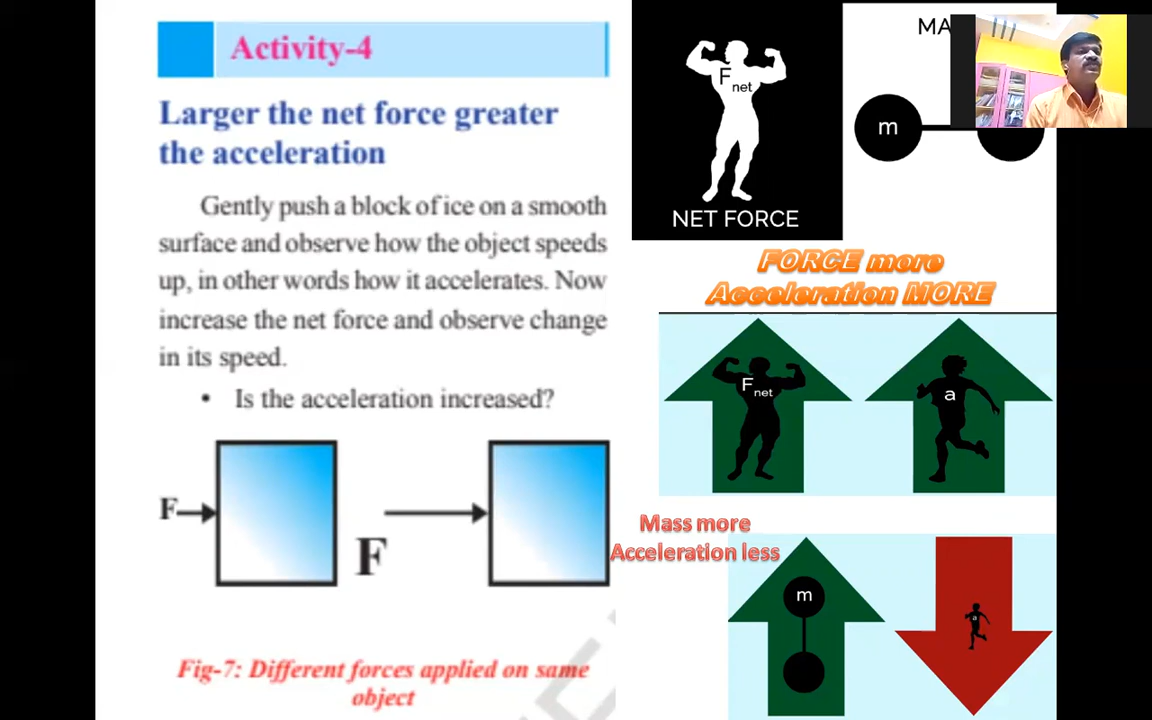 Activity-4
Larger the net force greater
the acceleration
Gently push a block of ice on a smooth
surface and observe how the object speeds
up, in other words how it accelerates. Now
increase the net force and observe change
in its speed.
• Is the acceleration increased?
F
F
Fig-7: Different forces applied on same
object
F net
NET FORCE
MA
m
FORCE more
Acceleration MORE
F net
a
Mass more
Acceleration less
m
a